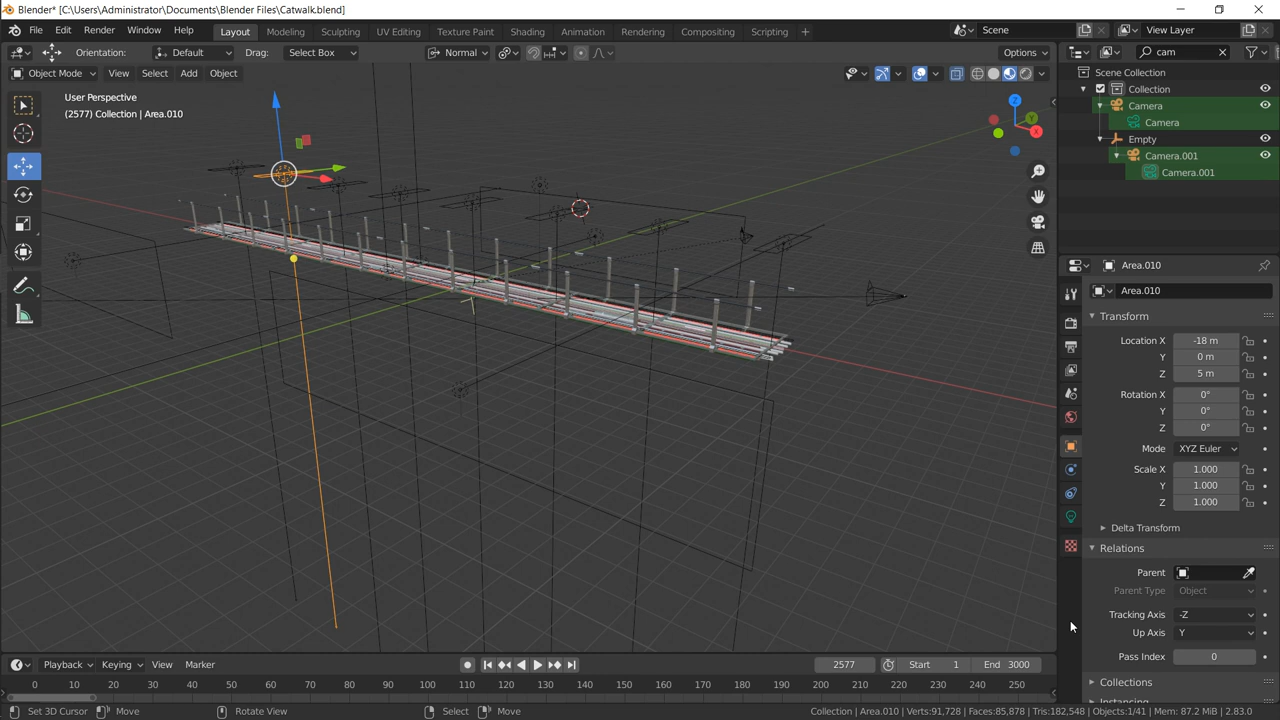 Blender* [C:\Users\Administrator\Documents\Blender Files\Catwalk.blend]
File Edit Render Window Help Layout Modeling Sculpting UV Editing Texture Paint Shading Animation Rendering Compositing Scripting + Scene View Layer
Orientation: Default Drag: Select Box Normal Options cam
Object Mode View Select Add Object
User Perspective
(2577) Collection | Area.010
Z
Y
X
Scene Collection
Collection
Camera
Camera
Empty
Camera.001
Camera.001
Area.010
Area.010
Transform
Location X -18 m
Y 0 m
Z 5 m
Rotation X 0°
Y 0°
Z 0°
Mode XYZ Euler
Scale X 1.000
Y 1.000
Z 1.000
Delta Transform
Relations
Parent
Parent Type Object
Tracking Axis -Z
Up Axis Y
Pass Index 0
Collections
Instancing
Playback Keying View Marker 2577 Start 1 End 3000
0 10 20 30 40 50 60 70 80 90 100 110 120 130 140 150 160 170 180 190 200 210 220 230 240 250
Set 3D Cursor Move Rotate View Select Move Collection | Area.010 | Verts:91,728 | Faces:85,878 | Tris:182,548 | Objects:1/41 | Mem: 87.2 MiB | 2.83.0